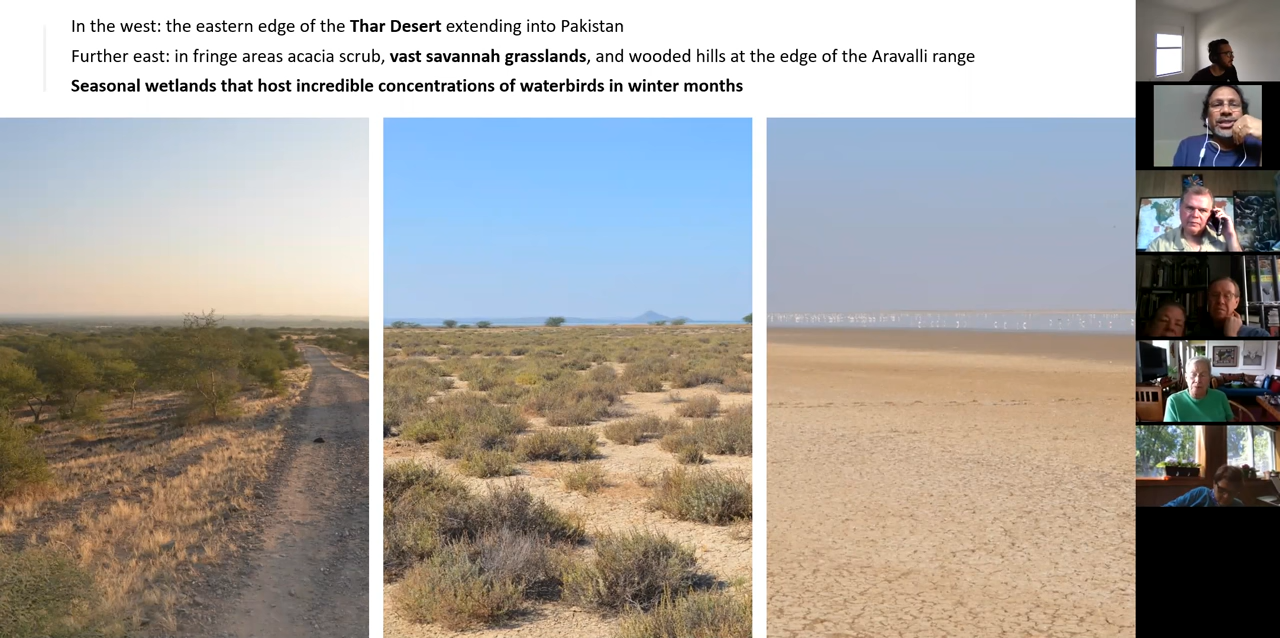 In the west: the eastern edge of the Thar Desert extending into Pakistan
Further east: in fringe areas acacia scrub, vast savannah grasslands, and wooded hills at the edge of the Aravalli range
Seasonal wetlands that host incredible concentrations of waterbirds in winter months